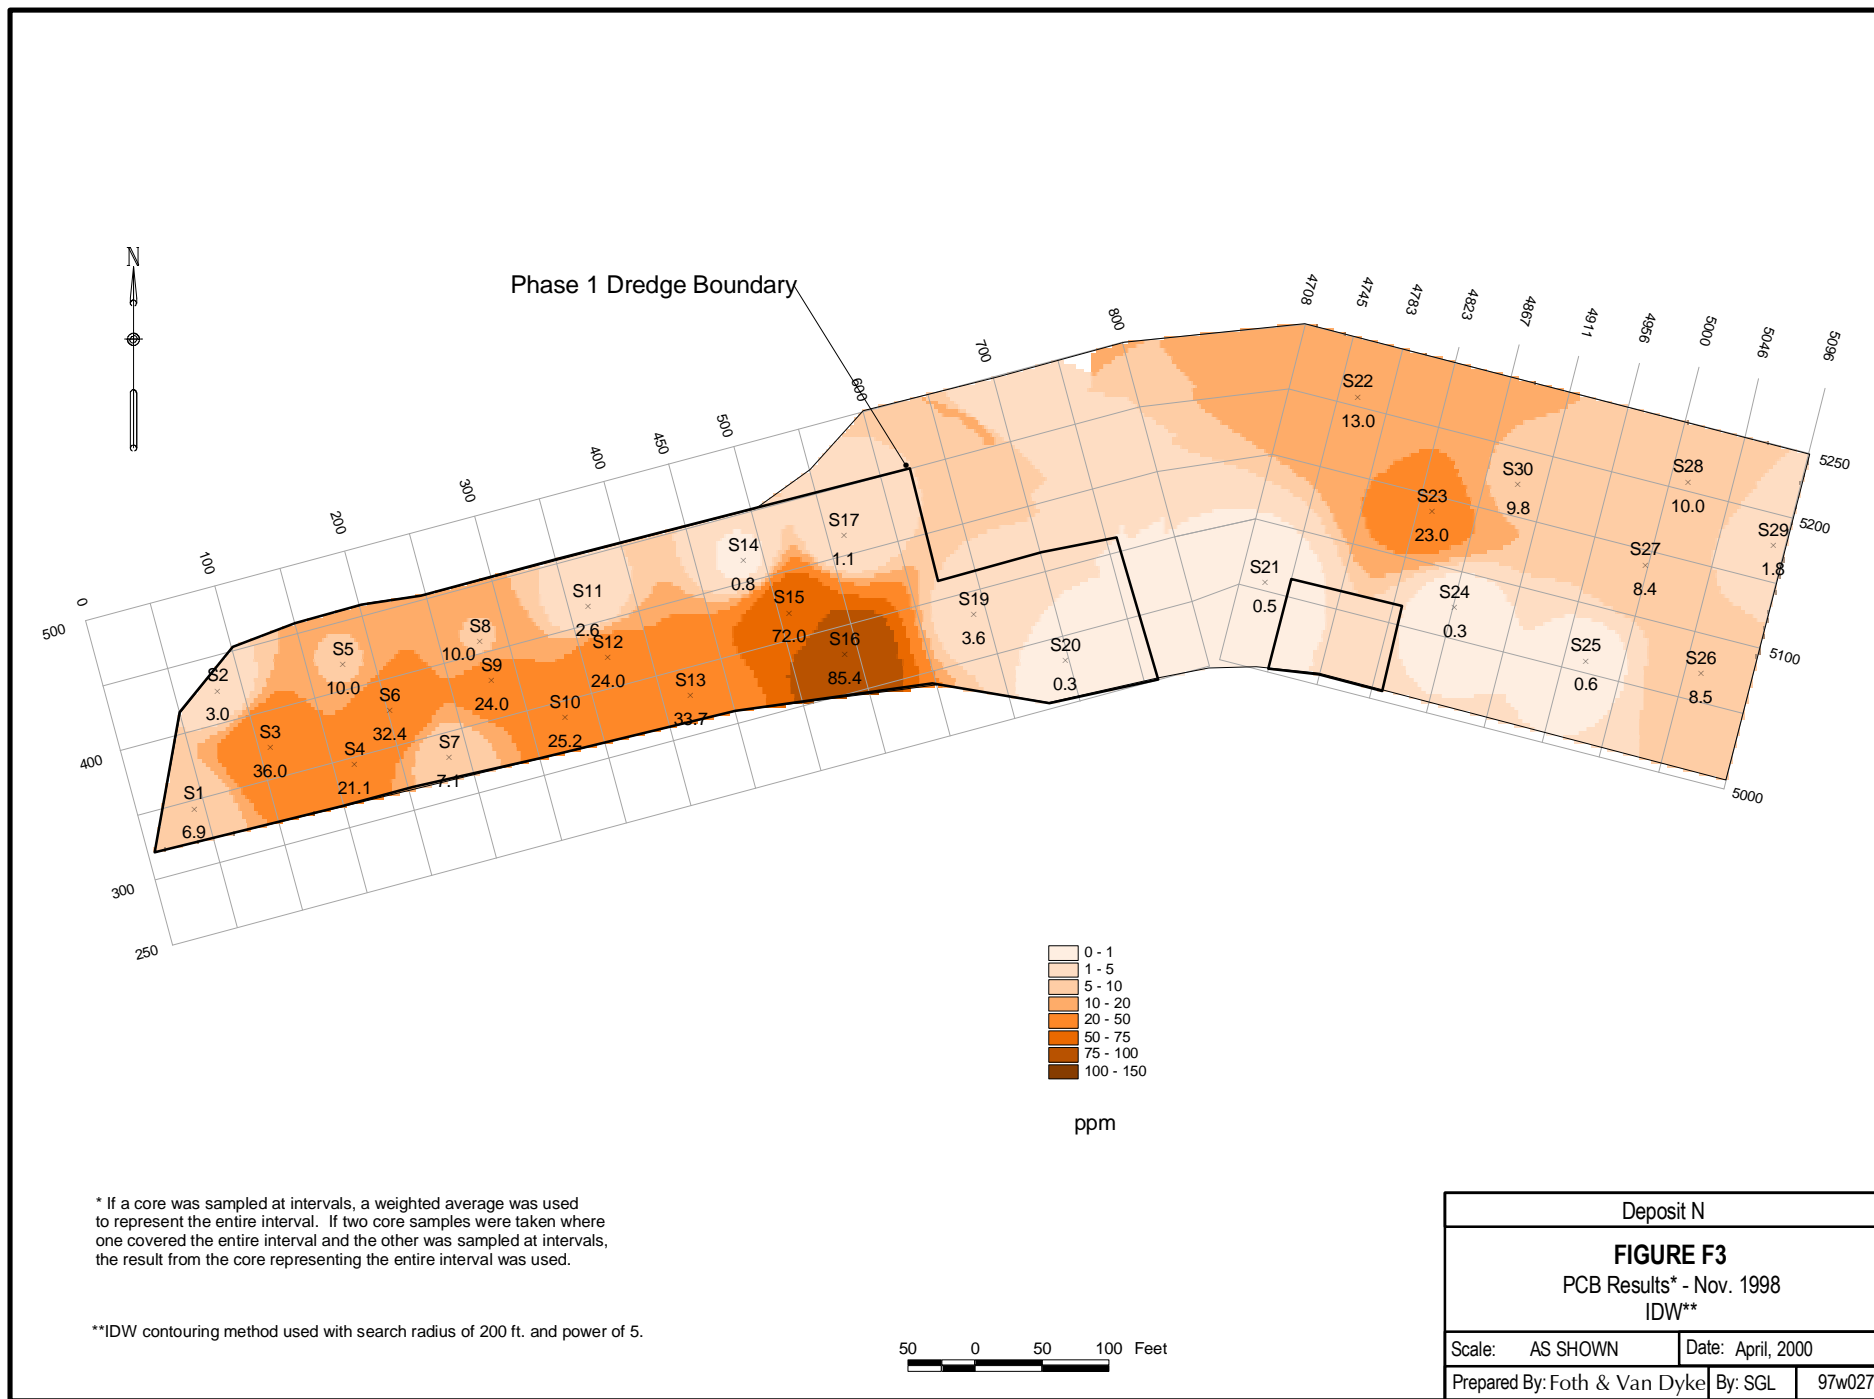 N
Phase 1 Dredge Boundary
0
100
200
300
400
450
500
600
700
800
4708
4745
4783
4823
4867
4911
4956
5000
5046
5096
500
400
300
250
5250
5200
5100
5000
S1
6.9
S2
3.0
S3
36.0
S4
21.1
S5
10.0
S6
32.4
S7
7.1
S8
10.0
S9
24.0
S10
25.2
S11
2.6
S12
24.0
S13
33.7
S14
0.8
S15
72.0
S16
85.4
S17
1.1
S19
3.6
S20
0.3
S21
0.5
S22
13.0
S23
23.0
S24
0.3
S25
0.6
S26
8.5
S27
8.4
S28
10.0
S29
1.8
S30
9.8
0 - 1
1 - 5
5 - 10
10 - 20
20 - 50
50 - 75
75 - 100
100 - 150
ppm
* If a core was sampled at intervals, a weighted average was used
to represent the entire interval. If two core samples were taken where
one covered the entire interval and the other was sampled at intervals,
the result from the core representing the entire interval was used.
**IDW contouring method used with search radius of 200 ft. and power of 5.
50 0 50 100 Feet
Deposit N
FIGURE F3
PCB Results* - Nov. 1998
IDW**
Scale: AS SHOWN Date: April, 2000
Prepared By: Foth & Van Dyke By: SGL 97w027